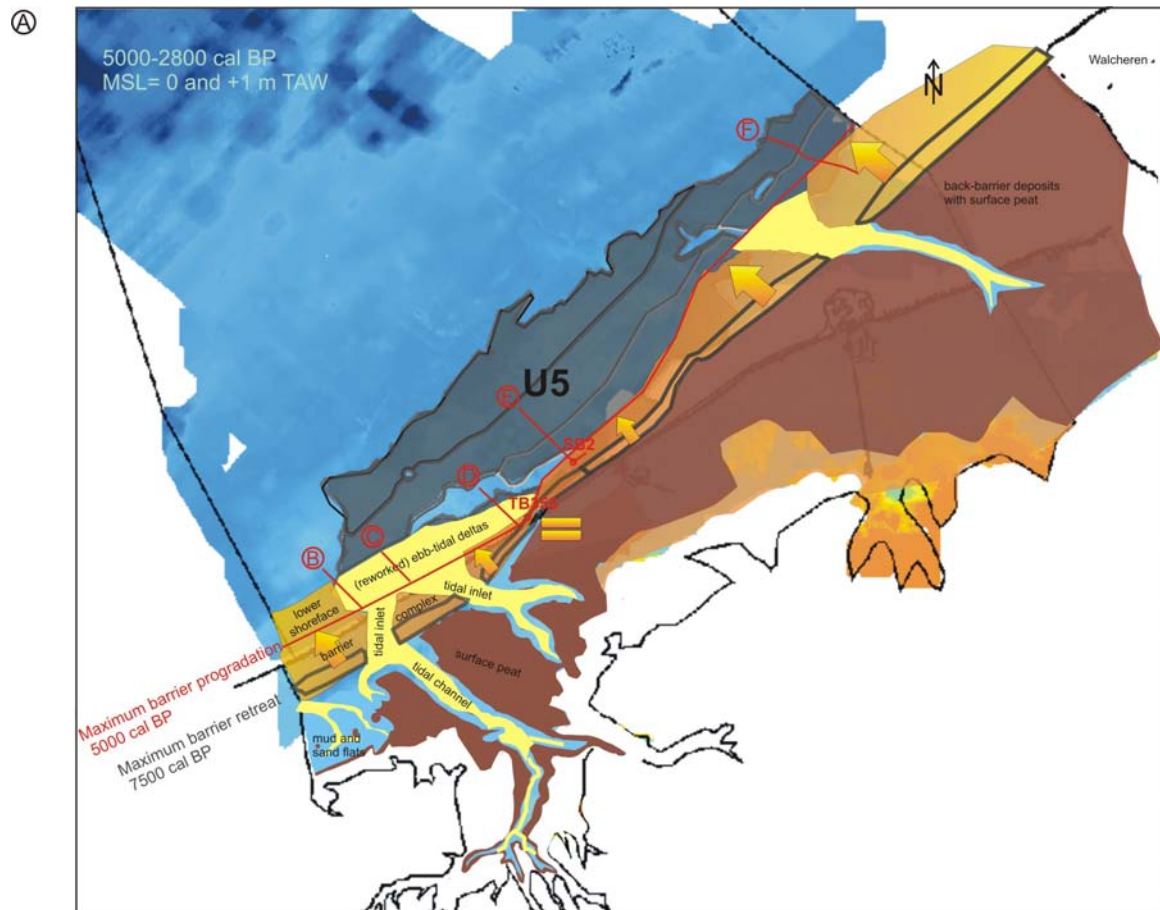 A
5000-2800 cal BP
MSL= 0 and +1 m TAW
Walcheren
N
F
back-barrier deposits
with surface peat
U5
E
SB2
D
TB358
C
(reworked) ebb-tidal deltas
B
tidal inlet
lower
shoreface
complex
tidal inlet
barrier
surface peat
tidal channel
Maximum barrier progradation
5000 cal BP
Maximum barrier retreat
7500 cal BP
mud and
sand flats